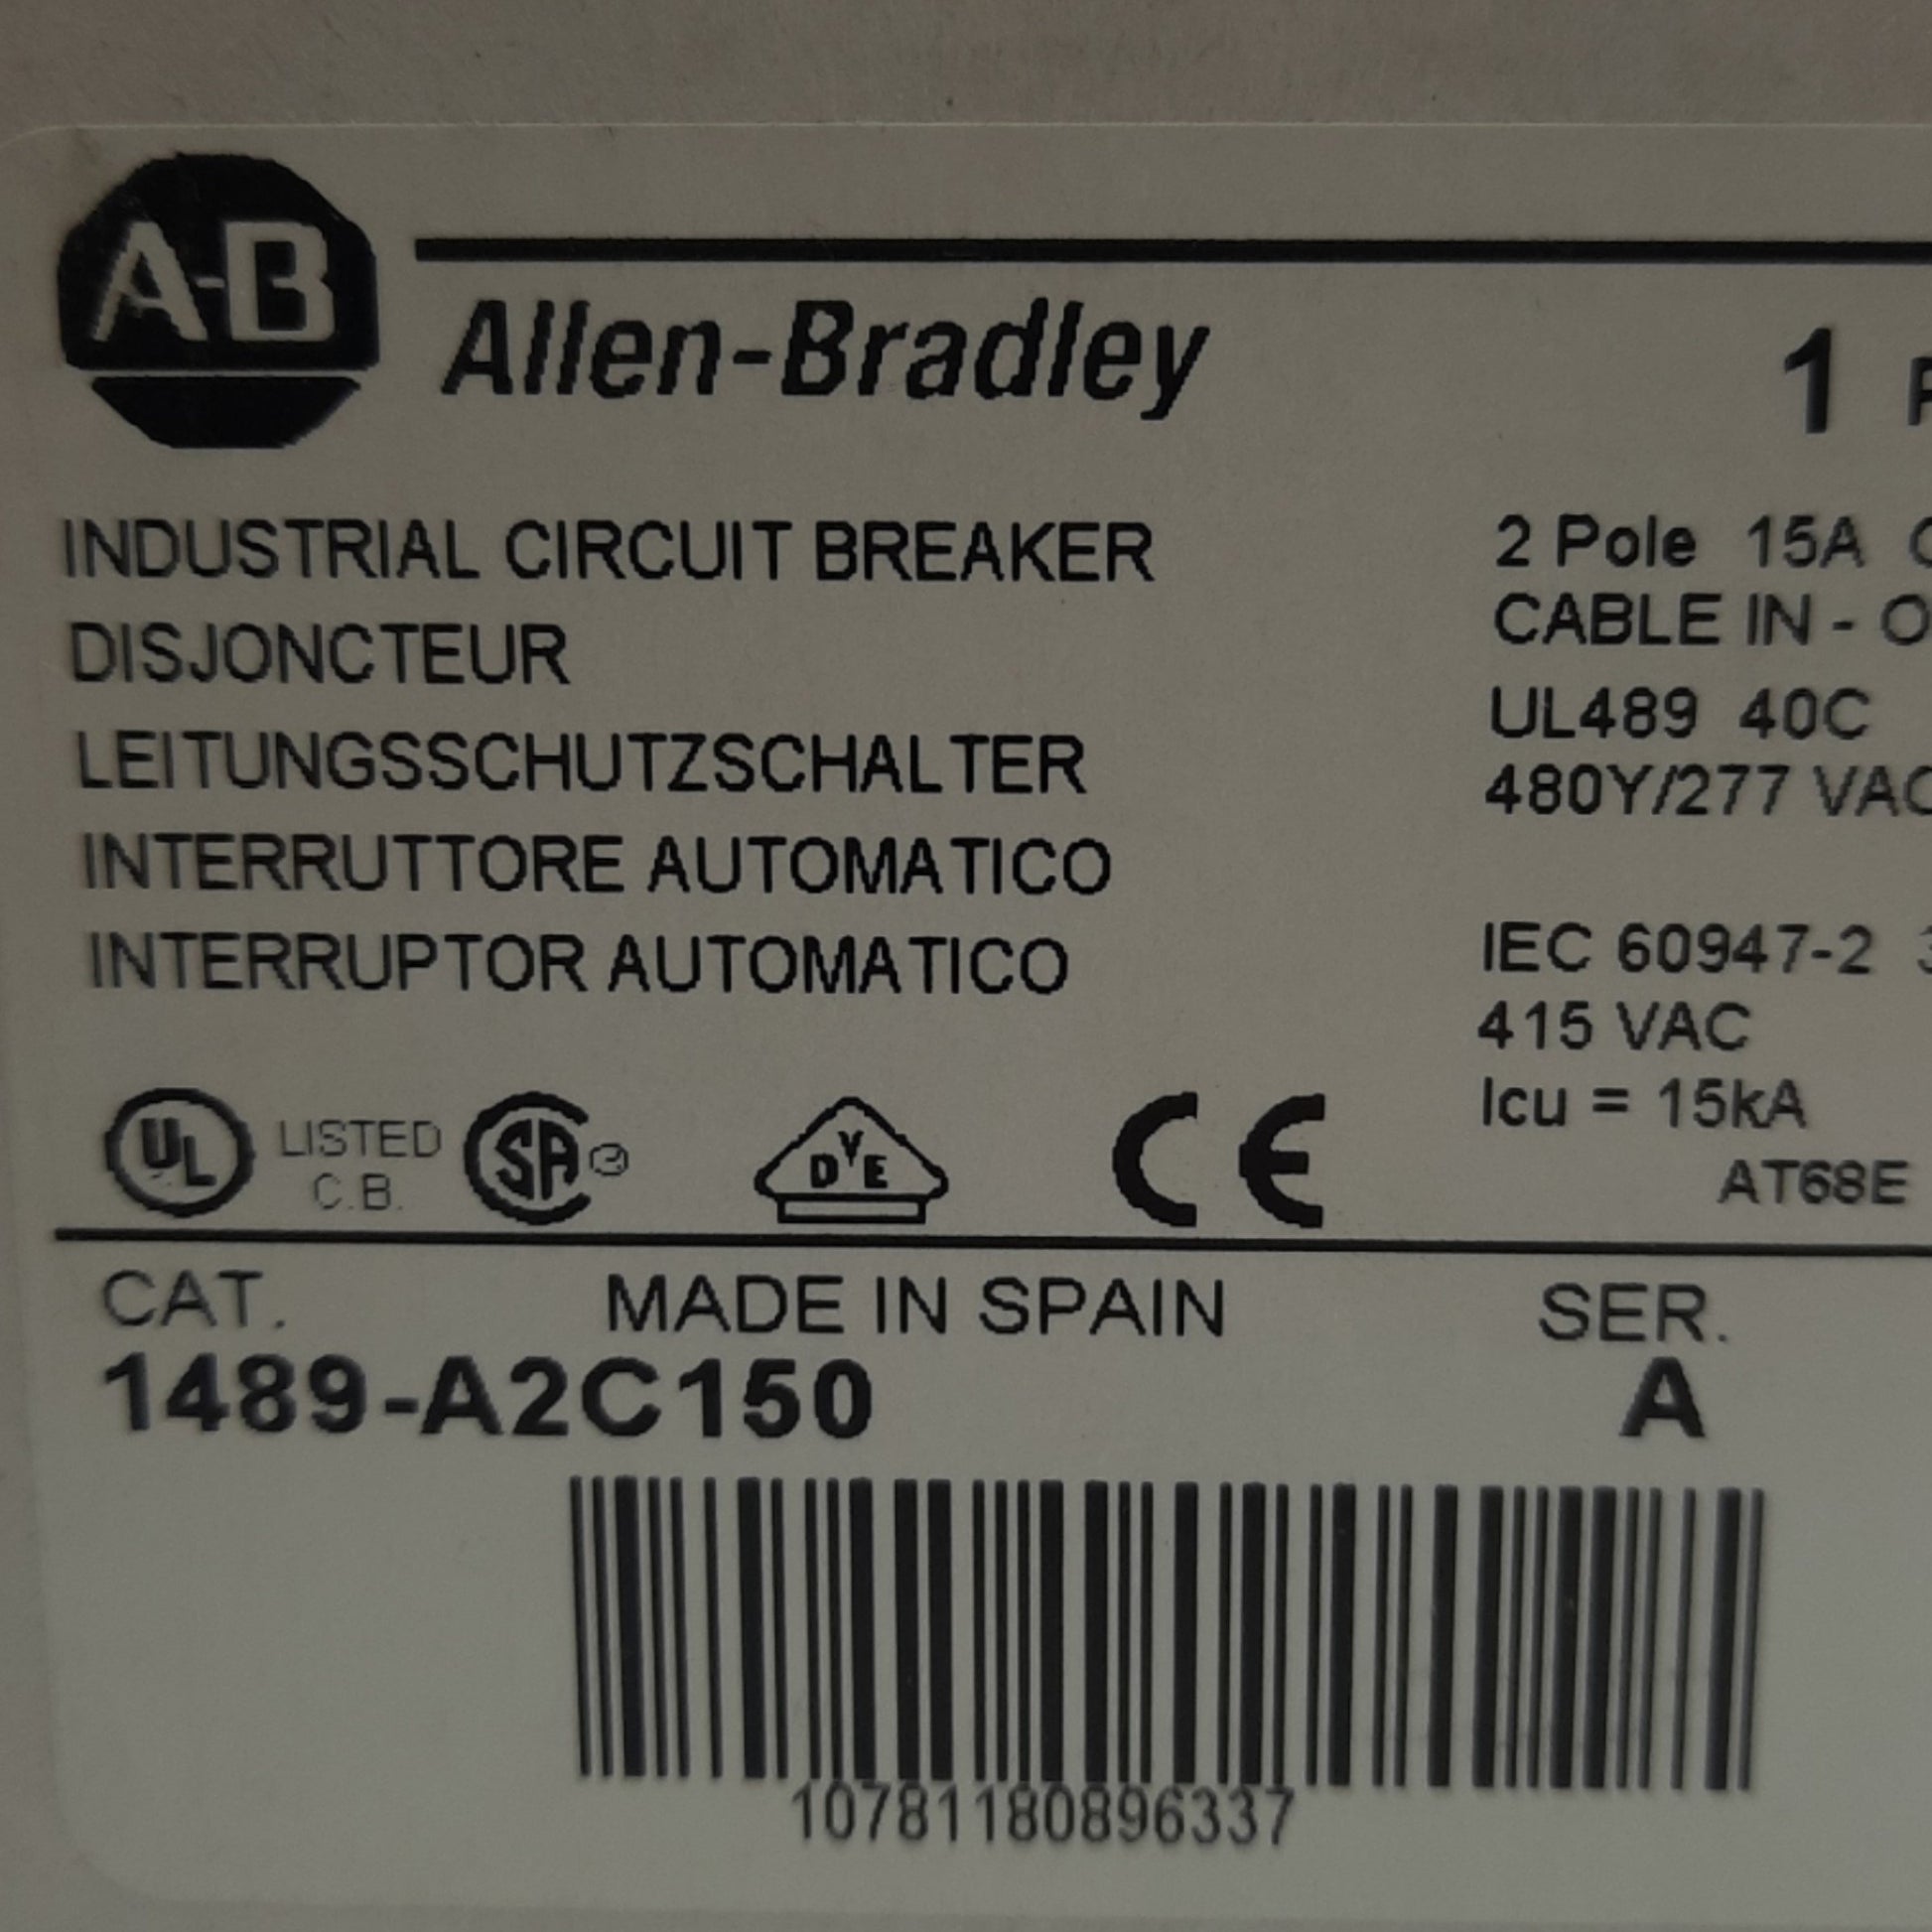 A-B
Allen-Bradley
1
INDUSTRIAL CIRCUIT BREAKER
DISJONCTEUR
LEITUNGSSCHUTZSCHALTER
INTERRUTTORE AUTOMATICO
INTERRUPTOR AUTOMATICO
2 Pole 15A
CABLE IN -
UL489 40C
480Y/277 VAC
IEC 60947-2
415 VAC
Icu = 15kA
AT68E
UL LISTED C.B.
SA
DVE
CE
CAT. MADE IN SPAIN SER.
1489-A2C150 A
10781180896337